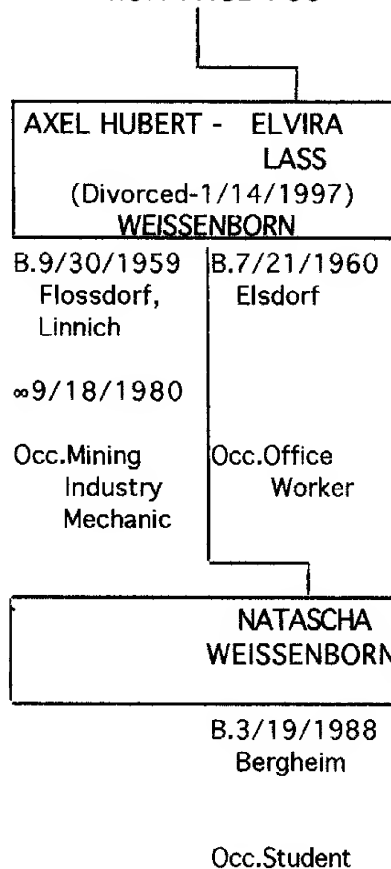 AXEL HUBERT - ELVIRA
LASS
(Divorced-1/14/1997)
WEISSENBORN
B.9/30/1959 B.7/21/1960
Flossdorf, Elsdorf
Linnich
∞9/18/1980
Occ.Mining Occ.Office
Industry Worker
Mechanic
NATASCHA
WEISSENBORN
B.3/19/1988
Bergheim
Occ.Student